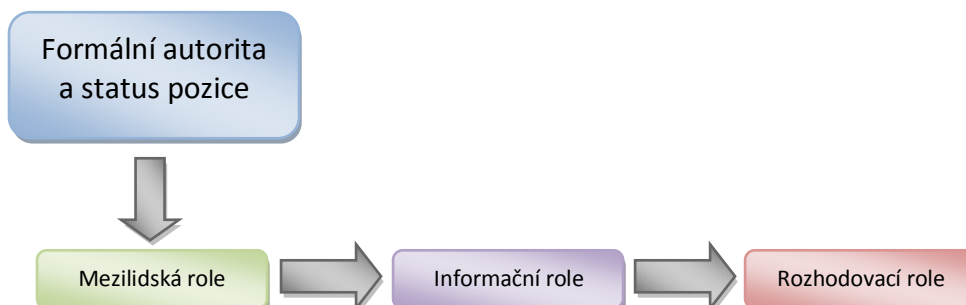 Formální autorita
a status pozice
Mezilidská role
Informační role
Rozhodovací role